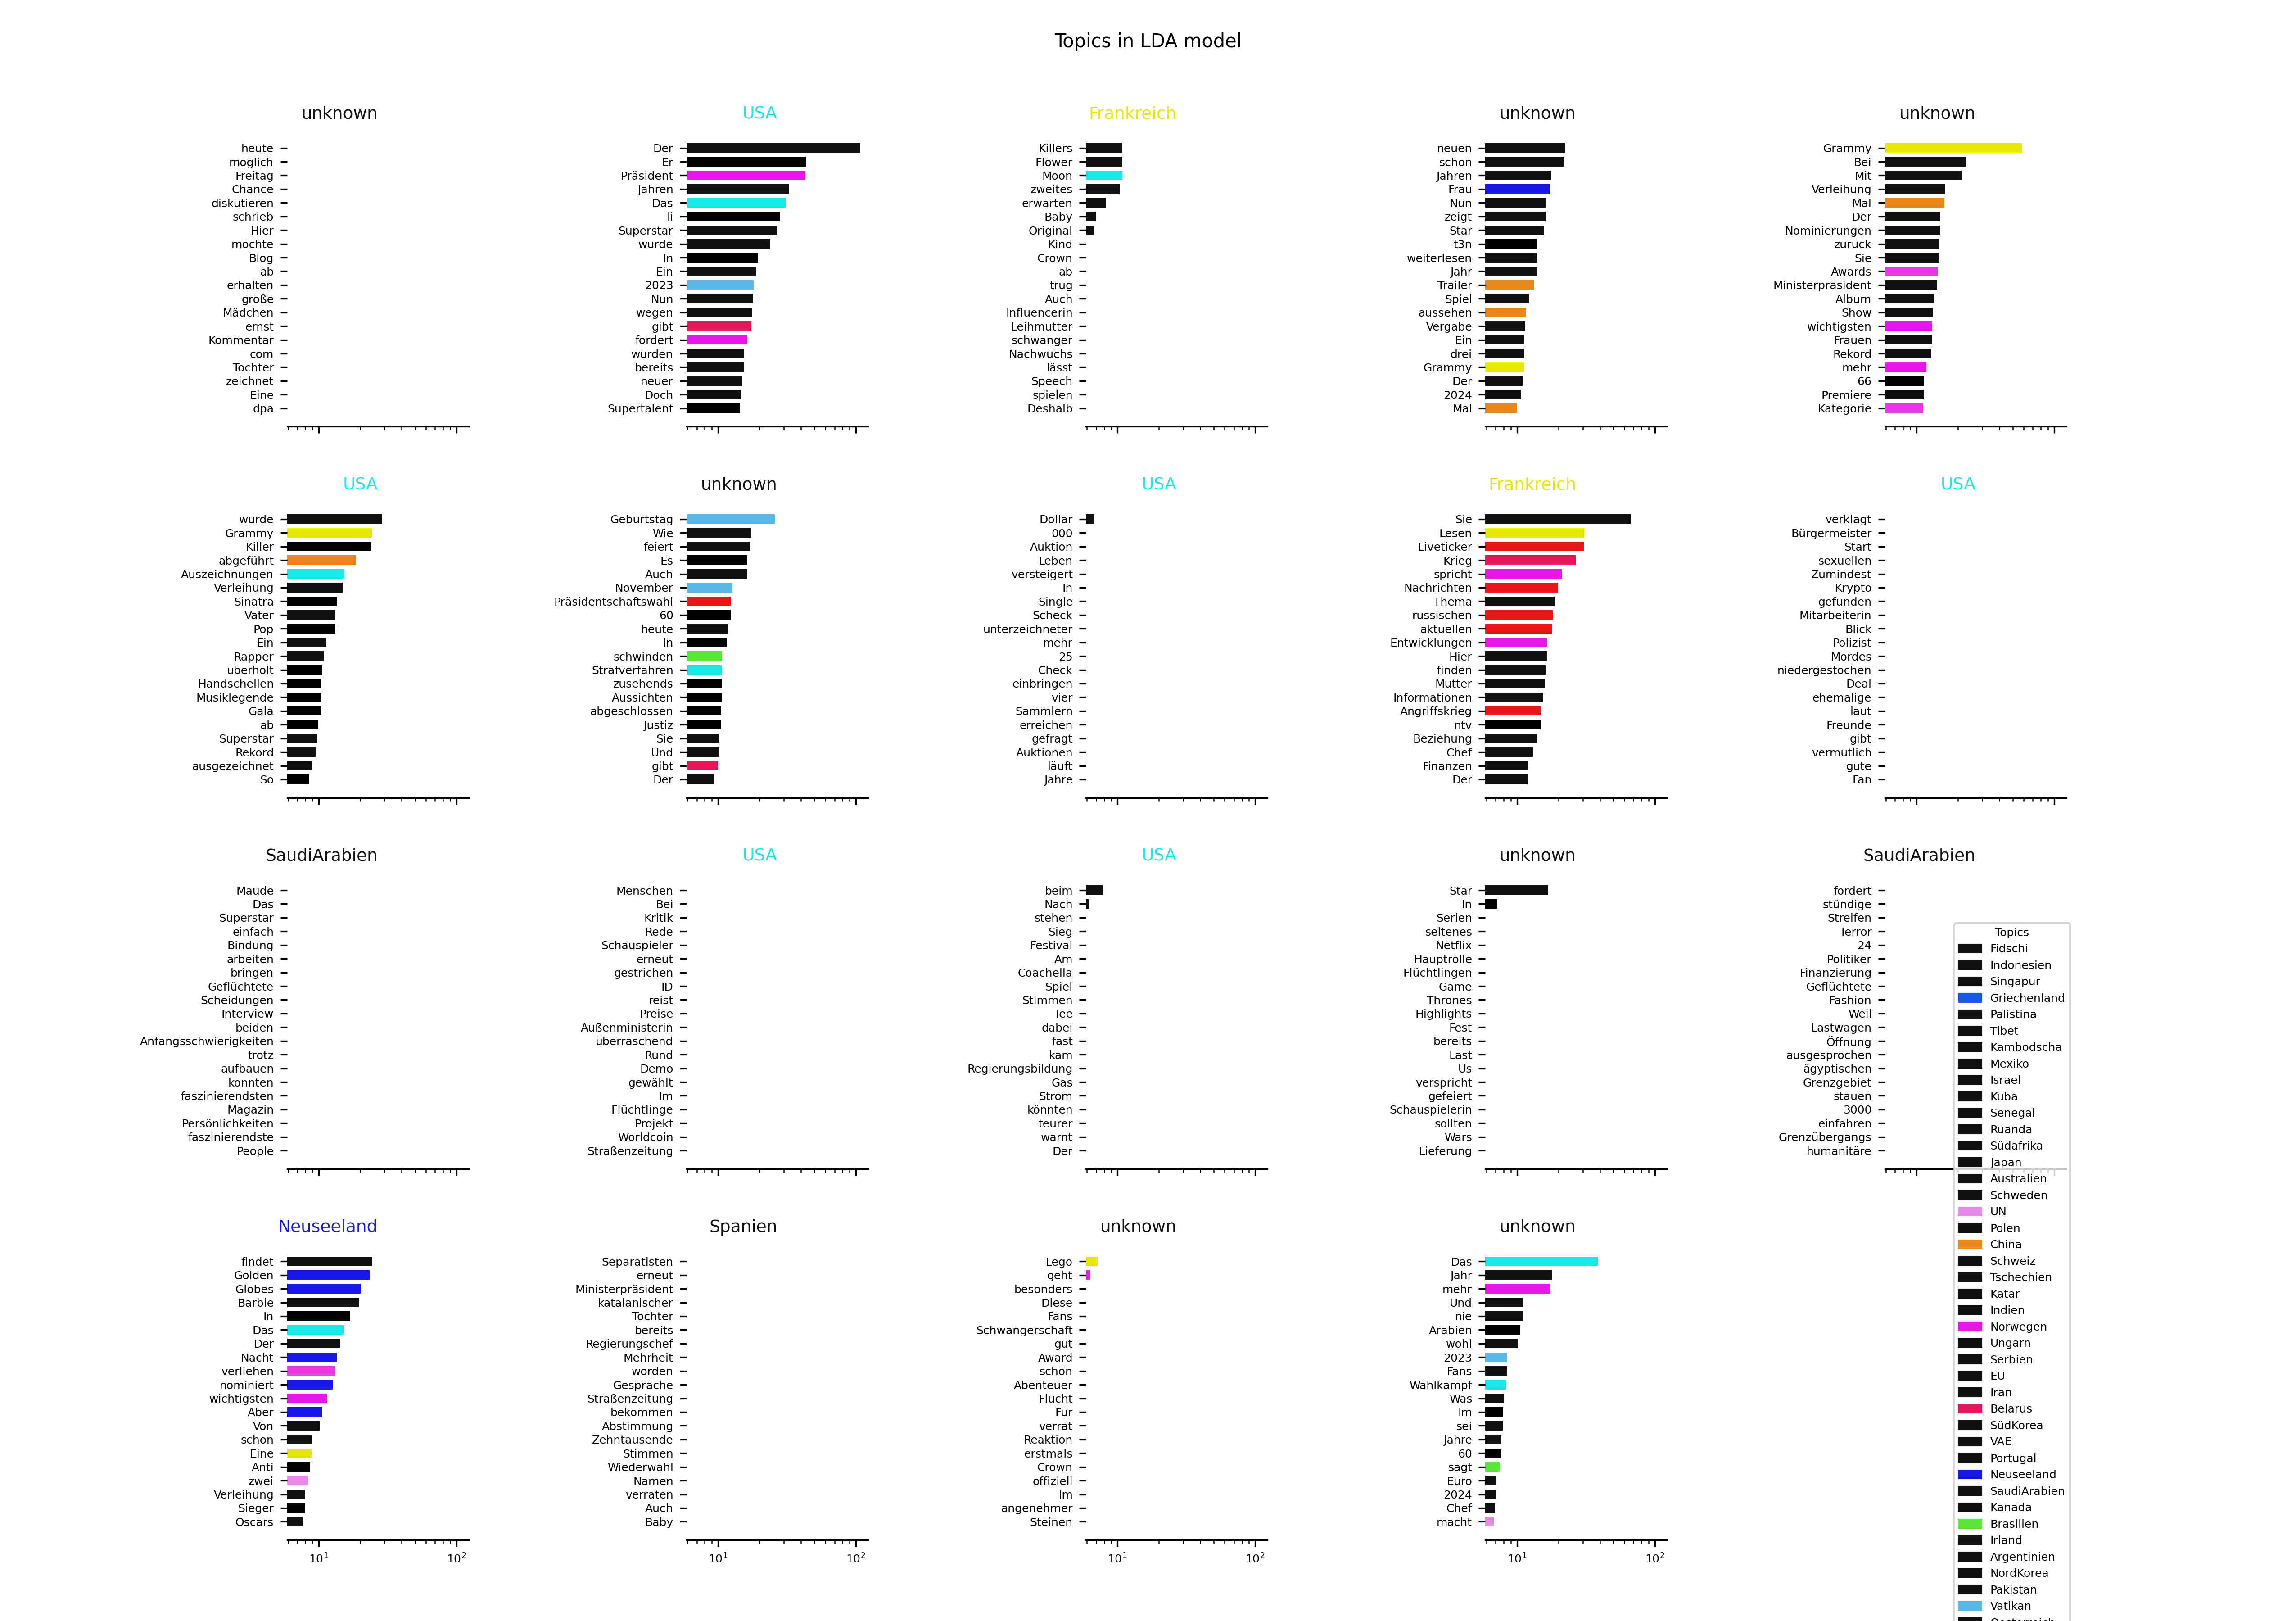 Topics in LDA model
unknown
heute
möglich
Freitag
Chance
diskutieren
schrieb
Hier
möchte
Blog
ab
erhalten
große
Mädchen
ernst
Kommentar
com
Tochter
zeichnet
Eine
dpa
USA
Der
Er
Präsident
Jahren
Das
li
Superstar
wurde
In
Ein
2023
Nun
wegen
gibt
fordert
wurden
bereits
neuer
Doch
Supertalent
Frankreich
Killers
Flower
Moon
zweites
erwarten
Baby
Original
Kind
Crown
ab
trug
Auch
Influencerin
Leihmutter
schwanger
Nachwuchs
lässt
Speech
spielen
Deshalb
unknown
neuen
schon
Jahren
Frau
Nun
zeigt
Star
t3n
weiterlesen
Jahr
Trailer
Spiel
aussehen
Vergabe
Ein
drei
Grammy
Der
2024
Mal
unknown
Grammy
Bei
Mit
Verleihung
Mal
Der
Nominierungen
zurück
Sie
Awards
Ministerpräsident
Album
Show
wichtigsten
Frauen
Rekord
mehr
66
Premiere
Kategorie
USA
wurde
Grammy
Killer
abgeführt
Auszeichnungen
Verleihung
Sinatra
Vater
Pop
Ein
Rapper
überholt
Handschellen
Musiklegende
Gala
ab
Superstar
Rekord
ausgezeichnet
So
unknown
Geburtstag
Wie
feiert
Es
Auch
November
Präsidentschaftswahl
60
heute
In
schwinden
Strafverfahren
zusehends
Aussichten
abgeschlossen
Justiz
Sie
Und
gibt
Der
USA
Dollar
000
Auktion
Leben
versteigert
In
Single
Scheck
unterzeichneter
mehr
25
Check
einbringen
vier
Sammlern
erreichen
gefragt
Auktionen
läuft
Jahre
Frankreich
Sie
Lesen
Liveticker
Krieg
spricht
Nachrichten
Thema
russischen
aktuellen
Entwicklungen
Hier
finden
Mutter
Informationen
Angriffskrieg
ntv
Beziehung
Chef
Finanzen
Der
USA
verklagt
Bürgermeister
Start
sexuellen
Zumindest
Krypto
gefunden
Mitarbeiterin
Blick
Polizist
Mordes
niedergestochen
Deal
ehemalige
laut
Freunde
gibt
vermutlich
gute
Fan
SaudiArabien
Maude
Das
Superstar
einfach
Bindung
arbeiten
bringen
Geflüchtete
Scheidungen
Interview
beiden
Anfangsschwierigkeiten
trotz
aufbauen
konnten
faszinierendsten
Magazin
Persönlichkeiten
faszinierendste
People
USA
Menschen
Bei
Kritik
Rede
Schauspieler
erneut
gestrichen
ID
reist
Preise
Außenministerin
überraschend
Rund
Demo
gewählt
Im
Flüchtlinge
Projekt
Worldcoin
Straßenzeitung
USA
beim
Nach
stehen
Sieg
Festival
Am
Coachella
Spiel
Stimmen
Tee
dabei
fast
kam
Regierungsbildung
Gas
Strom
könnten
teurer
warnt
Der
unknown
Star
In
Serien
seltenes
Netflix
Hauptrolle
Flüchtlingen
Game
Thrones
Highlights
Fest
bereits
Last
Us
verspricht
gefeiert
Schauspielerin
sollten
Wars
Lieferung
SaudiArabien
fordert
stündige
Streifen
Terror
24
Politiker
Finanzierung
Geflüchtete
Fashion
Weil
Lastwagen
Öffnung
ausgesprochen
ägyptischen
Grenzgebiet
stauen
3000
einfahren
Grenzübergangs
humanitäre
Neuseeland
findet
Golden
Globes
Barbie
In
Das
Der
Nacht
verliehen
nominiert
wichtigsten
Aber
Von
schon
Eine
Anti
zwei
Verleihung
Sieger
Oscars
10¹ 10²
Spanien
Separatisten
erneut
Ministerpräsident
katalanischer
Tochter
bereits
Regierungschef
Mehrheit
worden
Gespräche
Straßenzeitung
bekommen
Abstimmung
Zehntausende
Stimmen
Wiederwahl
Namen
verraten
Auch
Baby
10¹ 10²
unknown
Lego
geht
besonders
Diese
Fans
Schwangerschaft
gut
Award
schön
Abenteuer
Flucht
Für
verrät
Reaktion
erstmals
Crown
offiziell
Im
angenehmer
Steinen
10¹ 10²
unknown
Das
Jahr
mehr
Und
nie
Arabien
wohl
2023
Fans
Wahlkampf
Was
Im
sei
Jahre
60
sagt
Euro
2024
Chef
macht
10¹ 10²
Topics
Fidschi
Indonesien
Singapur
Griechenland
Palistina
Tibet
Kambodscha
Mexiko
Israel
Kuba
Senegal
Ruanda
Südafrika
Japan
Australien
Schweden
UN
Polen
China
Schweiz
Tschechien
Katar
Indien
Norwegen
Ungarn
Serbien
EU
Iran
Belarus
SüdKorea
VAE
Portugal
Neuseeland
SaudiArabien
Kanada
Brasilien
Irland
Argentinien
NordKorea
Pakistan
Vatikan